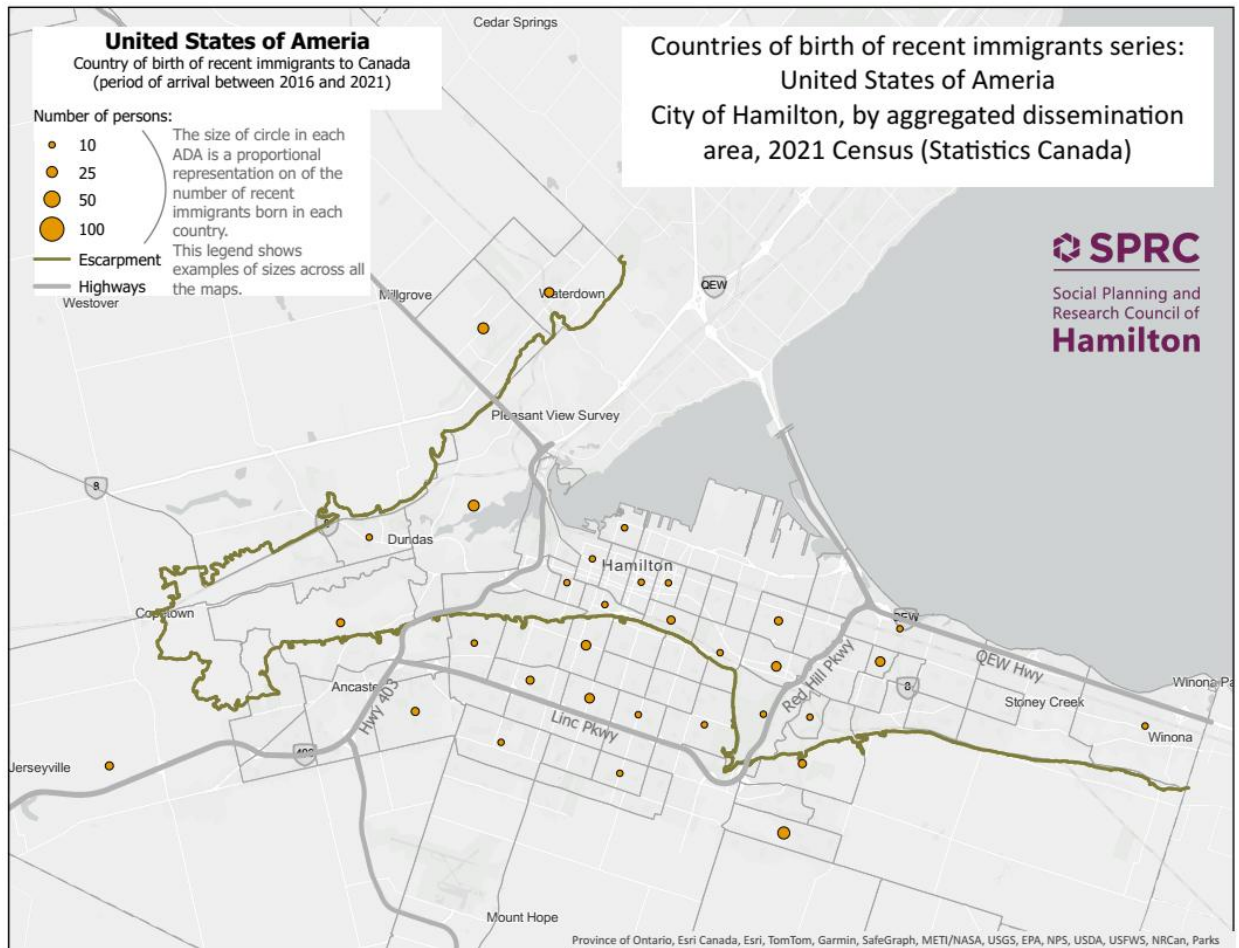 Cedar Springs
United States of Ameria
Country of birth of recent immigrants to Canada
(period of arrival between 2016 and 2021)
Number of persons:
10
25
50
100
The size of circle in each
ADA is a proportional
representation on of the
number of recent
immigrants born in each
country.
This legend shows
examples of sizes across all
the maps.
Escarpment
Highways
Countries of birth of recent immigrants series:
United States of Ameria
City of Hamilton, by aggregated dissemination
area, 2021 Census (Statistics Canada)
SPRC
Social Planning and
Research Council of
Hamilton
QEW
Westover
Millgrove
Waterdown
Pleasant View Survey
8
Dundas
Hamilton
Copetown
QEW
QEW Hwy
Ancaste
Hwy 403
Linc Pkwy
Red Hill Pkwy
8
Stoney Creek
Winona Pa
Winona
403
Jerseyville
Mount Hope
Province of Ontario, Esri Canada, Esri, TomTom, Garmin, SafeGraph, METI/NASA, USGS, EPA, NPS, USDA, USFWS, NRCan, Parks